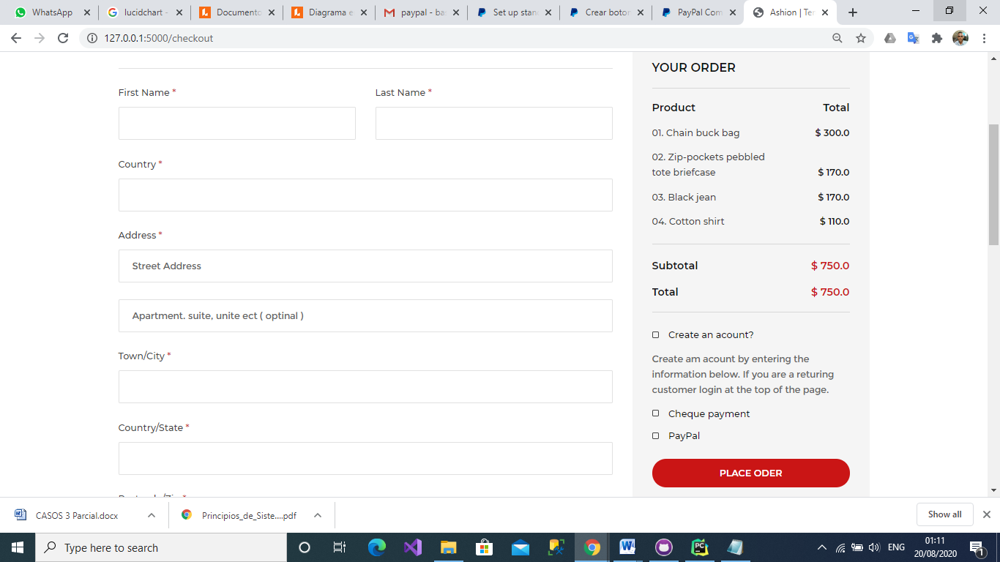 WhatsApp
lucidchart -
Documento
Diagrama e
paypal - ba
Set up stan
Crear boton
PayPal Com
Ashion | Te
127.0.0.1:5000/checkout
First Name *
Last Name *
Country *
Address *
Street Address
Apartment. suite, unite ect ( optinal )
Town/City *
Country/State *
YOUR ORDER
Product Total
01. Chain buck bag $ 300.0
02. Zip-pockets pebbled
tote briefcase $ 170.0
03. Black jean $ 170.0
04. Cotton shirt $ 110.0
Subtotal $ 750.0
Total $ 750.0
Create an acount?
Create am acount by entering the
information below. If you are a returing
customer login at the top of the page.
Cheque payment
PayPal
PLACE ODER
CASOS 3 Parcial.docx
Principios_de_Siste....pdf
Show all
Type here to search
ENG
01:11
20/08/2020
1